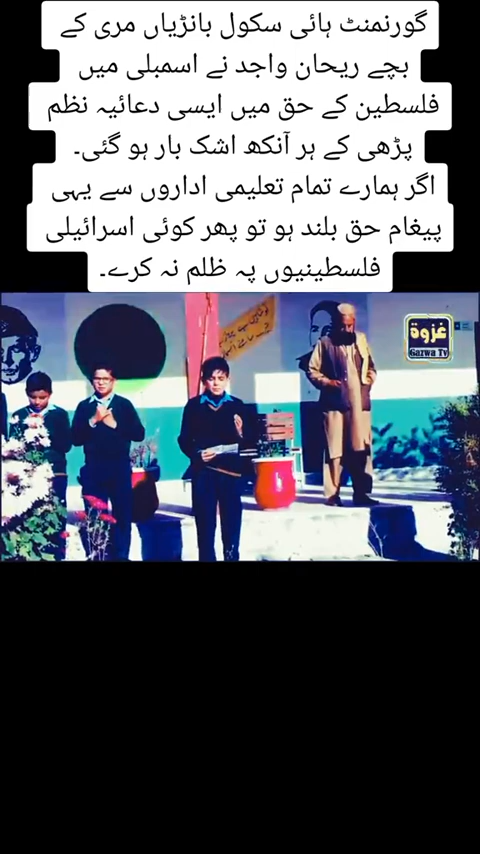 گورنمنٹ ہائی سکول بانڑیاں مری کے
بچے ریحان واجد نے اسمبلی میں
فلسطین کے حق میں ایسی دعائیہ نظم
پڑھی کے ہر آنکھ اشک بار ہو گئی۔
اگر ہمارے تمام تعلیمی اداروں سے یہی
پیغام حق بلند ہو تو پھر کوئی اسرائیلی
فلسطینیوں پہ ظلم نہ کرے۔
غزوة
Gazwa Tv